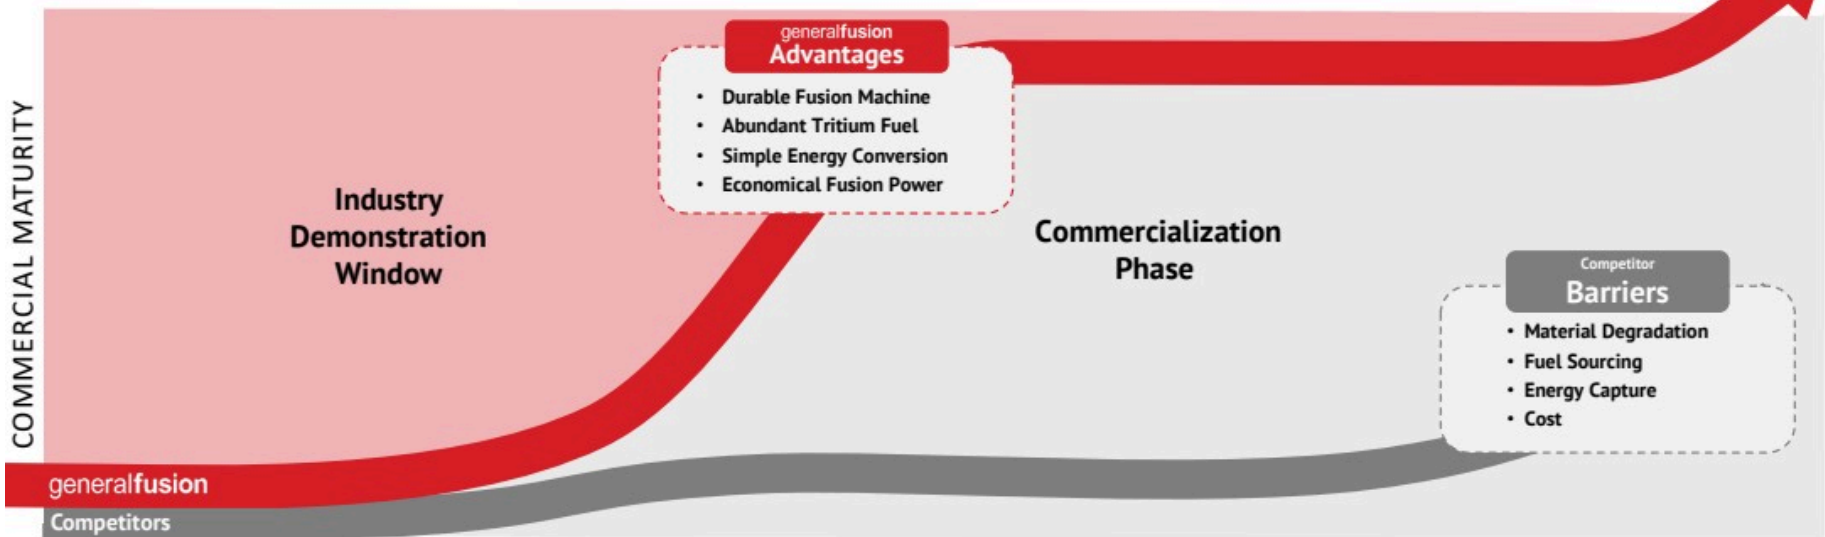 COMMERCIAL MATURITY
generalfusion
Advantages
• Durable Fusion Machine
• Abundant Tritium Fuel
• Simple Energy Conversion
• Economical Fusion Power
Industry
Demonstration
Window
Commercialization
Phase
Competitor
Barriers
• Material Degradation
• Fuel Sourcing
• Energy Capture
• Cost
generalfusion
Competitors